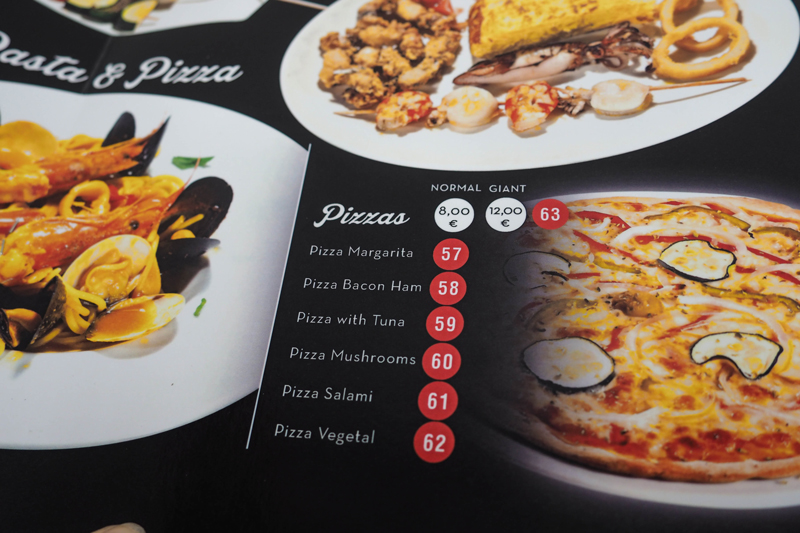 Pasta & Pizza
NORMAL GIANT
Pizzas 8,00 € 12,00 € 63
Pizza Margarita 57
Pizza Bacon Ham 58
Pizza with Tuna 59
Pizza Mushrooms 60
Pizza Salami 61
Pizza Vegetal 62